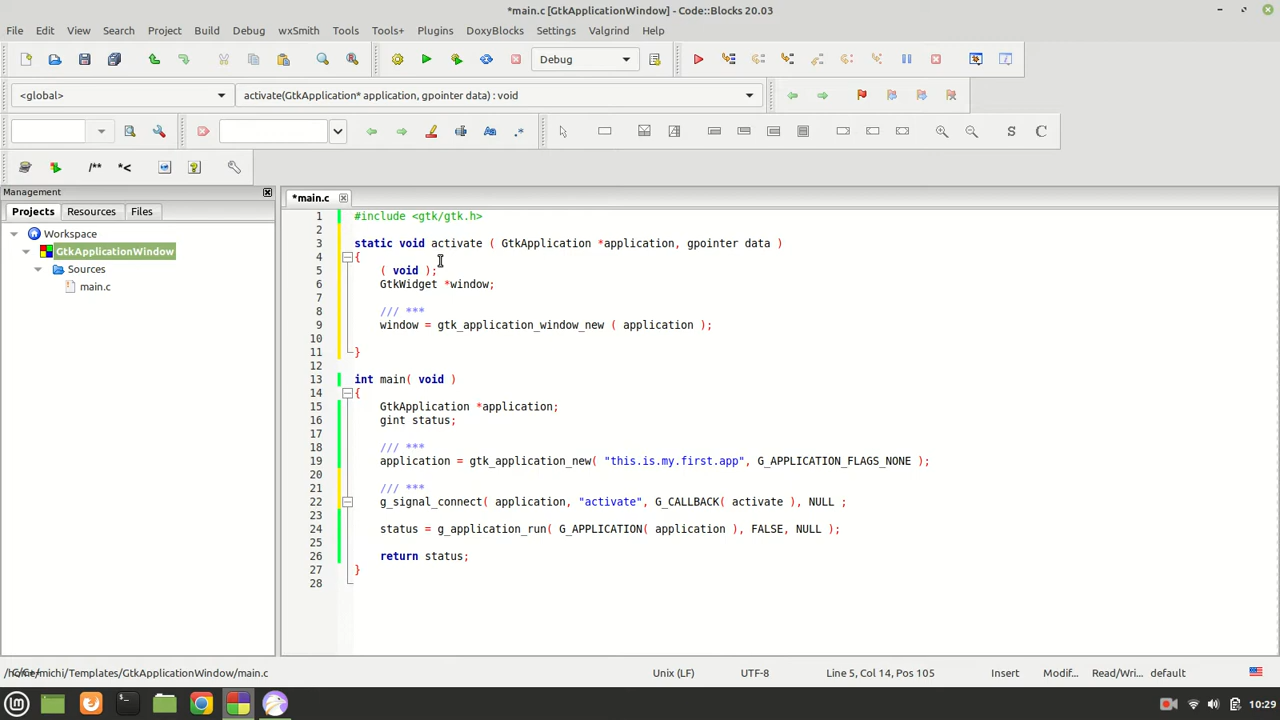 *main.c [GtkApplicationWindow] - Code::Blocks 20.03
File Edit View Search Project Build Debug wxSmith Tools Tools+ Plugins DoxyBlocks Settings Valgrind Help
Debug
<global> activate(GtkApplication* application, gpointer data) : void
/** *<
S C
Management
*main.c
Projects Resources Files
Workspace
GtkApplicationWindow
Sources
main.c
1 #include <gtk/gtk.h>
2
3 static void activate ( GtkApplication *application, gpointer data )
4 {
5 ( void );
6 GtkWidget *window;
7
8 /// ***
9 window = gtk_application_window_new ( application );
10
11 }
12
13 int main( void )
14 {
15 GtkApplication *application;
16 gint status;
17
18 /// ***
19 application = gtk_application_new( "this.is.my.first.app", G_APPLICATION_FLAGS_NONE );
20
21 /// ***
22 g_signal_connect( application, "activate", G_CALLBACK( activate ), NULL ;
23
24 status = g_application_run( G_APPLICATION( application ), FALSE, NULL );
25
26 return status;
27 }
28
/home/michi/Templates/GtkApplicationWindow/main.c Unix (LF) UTF-8 Line 5, Col 14, Pos 105 Insert Modif... Read/Wri... default
10:29